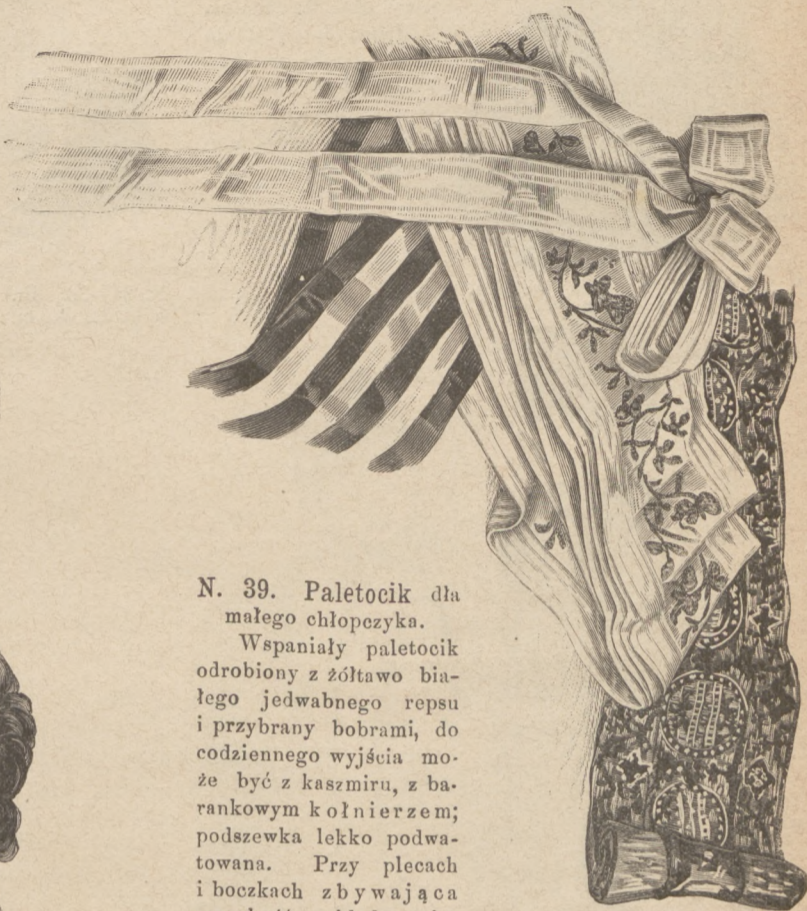 N. 39. Paletocik dla
małego chłopczyka.
Wspaniały paletocik
odrobiony z żółtawo bia-
łego jedwabnego repsu
i przybrany bobrami, do
codziennego wyjścia mo-
że być z kaszmiru, z ba-
rankowym kołnierzem;
podszewka lekko podwa-
towana. Przy plecach
i boczkach zbywająca